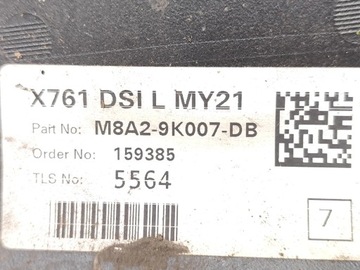 X761 DSI L MY21
Part No: M8A2-9K007-DB
Order No: 159385
TLS No: 5564
7